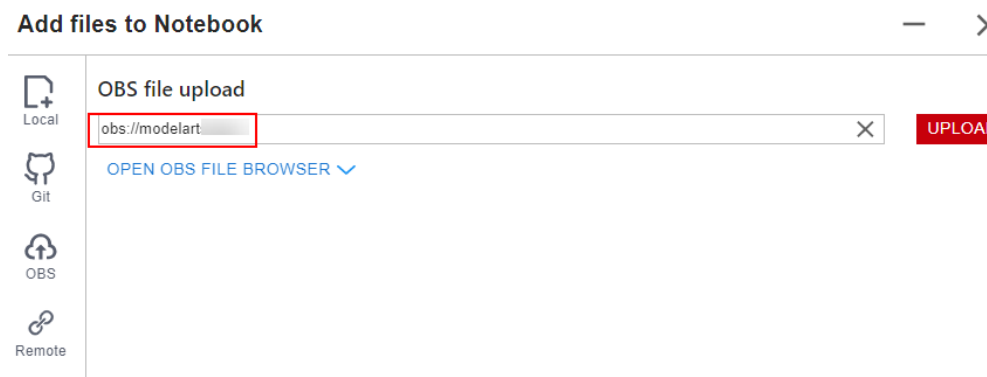 Add files to Notebook
Local
Git
OBS
Remote
OBS file upload
obs://modelart
UPLOA
OPEN OBS FILE BROWSER